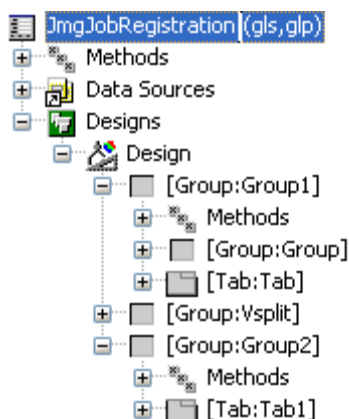 JmgJobRegistration (gls,glp)
Methods
Data Sources
Designs
Design
[Group:Group1]
Methods
[Group:Group]
[Tab:Tab]
[Group:Vsplit]
[Group:Group2]
Methods
[Tab:Tab1]